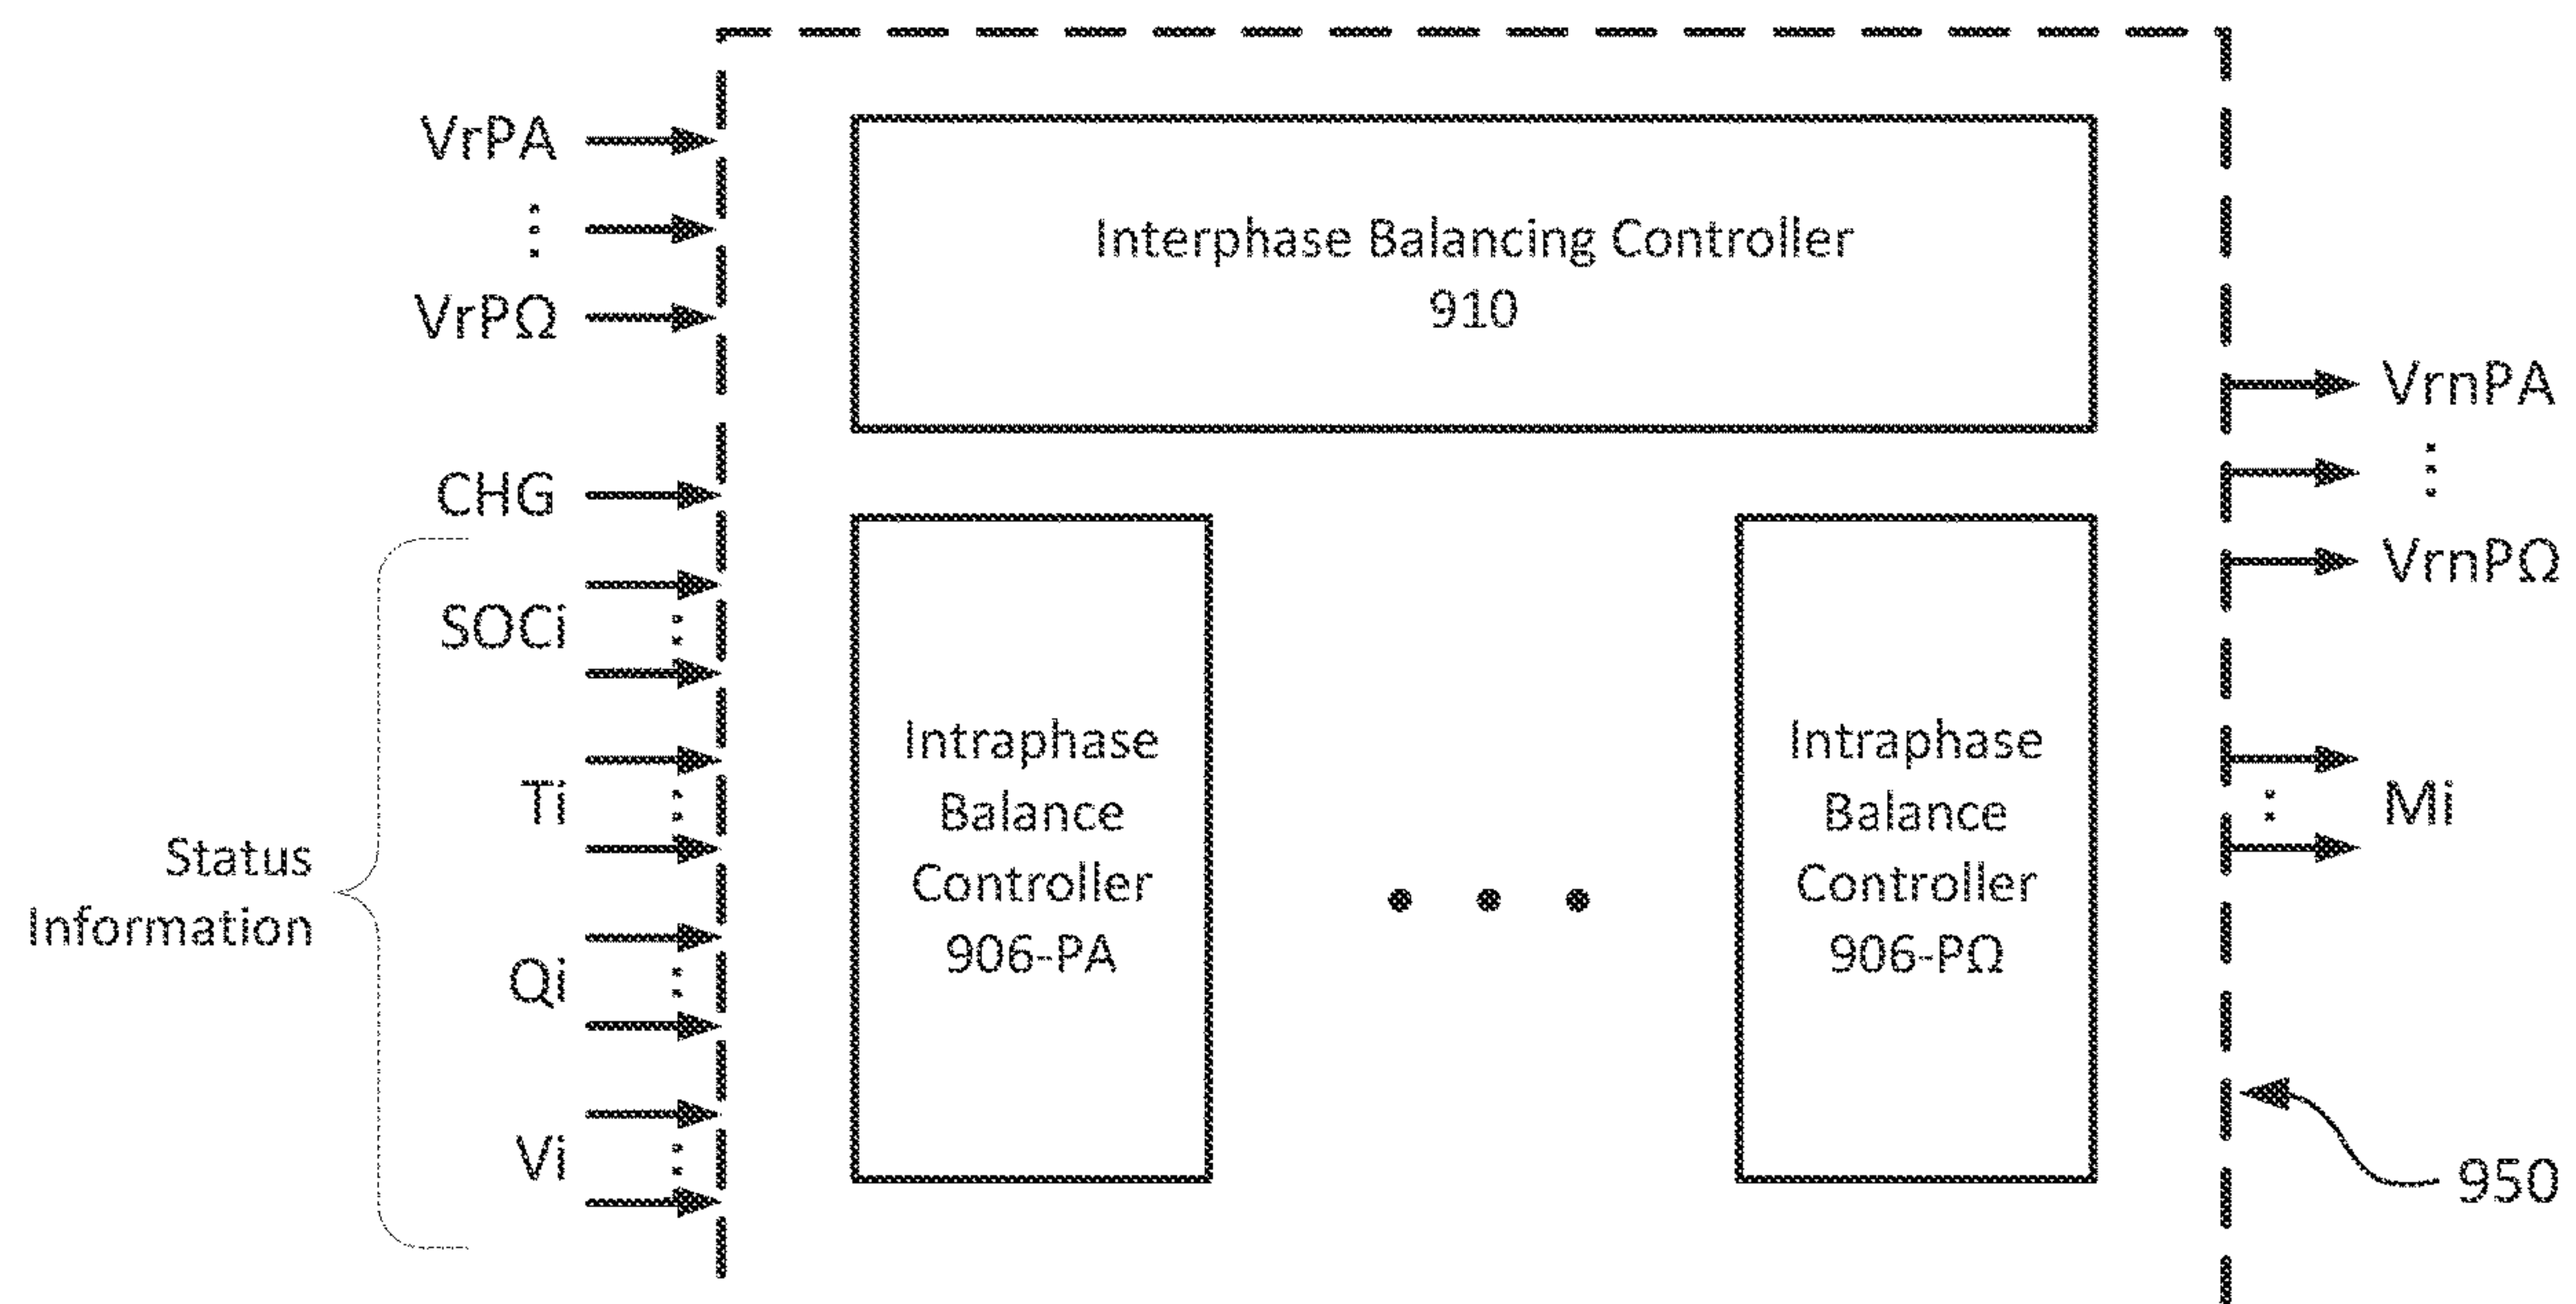 VrPA
VrPΩ
CHG
SOCi
Ti
Qi
Vi
Status
Information
Interphase Balancing Controller
910
Intraphase
Balance
Controller
906-PA
Intraphase
Balance
Controller
906-PΩ
VrnPA
VrnPΩ
Mi
950